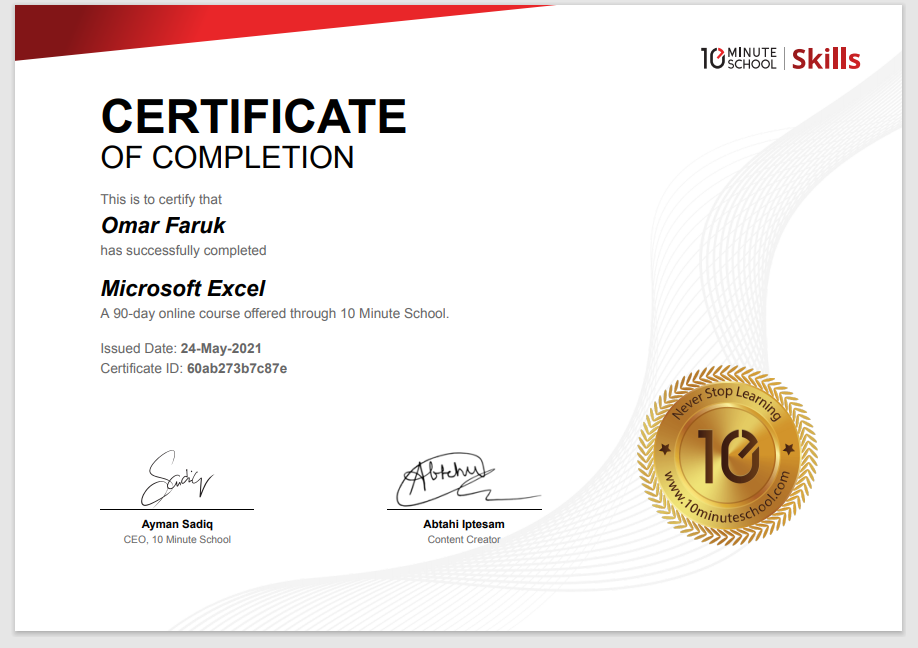 10 MINUTE SCHOOL | Skills
CERTIFICATE
OF COMPLETION
This is to certify that
Omar Faruk
has successfully completed
Microsoft Excel
A 90-day online course offered through 10 Minute School.
Issued Date: 24-May-2021
Certificate ID: 60ab273b7c87e
Never Stop Learning
10
www.10minuteschool.com
Sadiq
Abtahy
Ayman Sadiq
Abtahi Iptesam
CEO, 10 Minute School
Content Creator